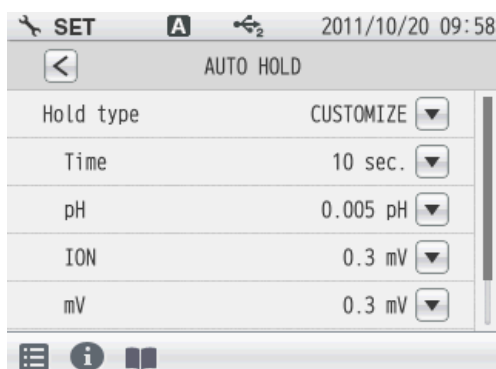 SET A 2 2011/10/20 09:58
< AUTO HOLD
Hold type CUSTOMIZE
Time 10 sec.
pH 0.005 pH
ION 0.3 mV
mV 0.3 mV
i